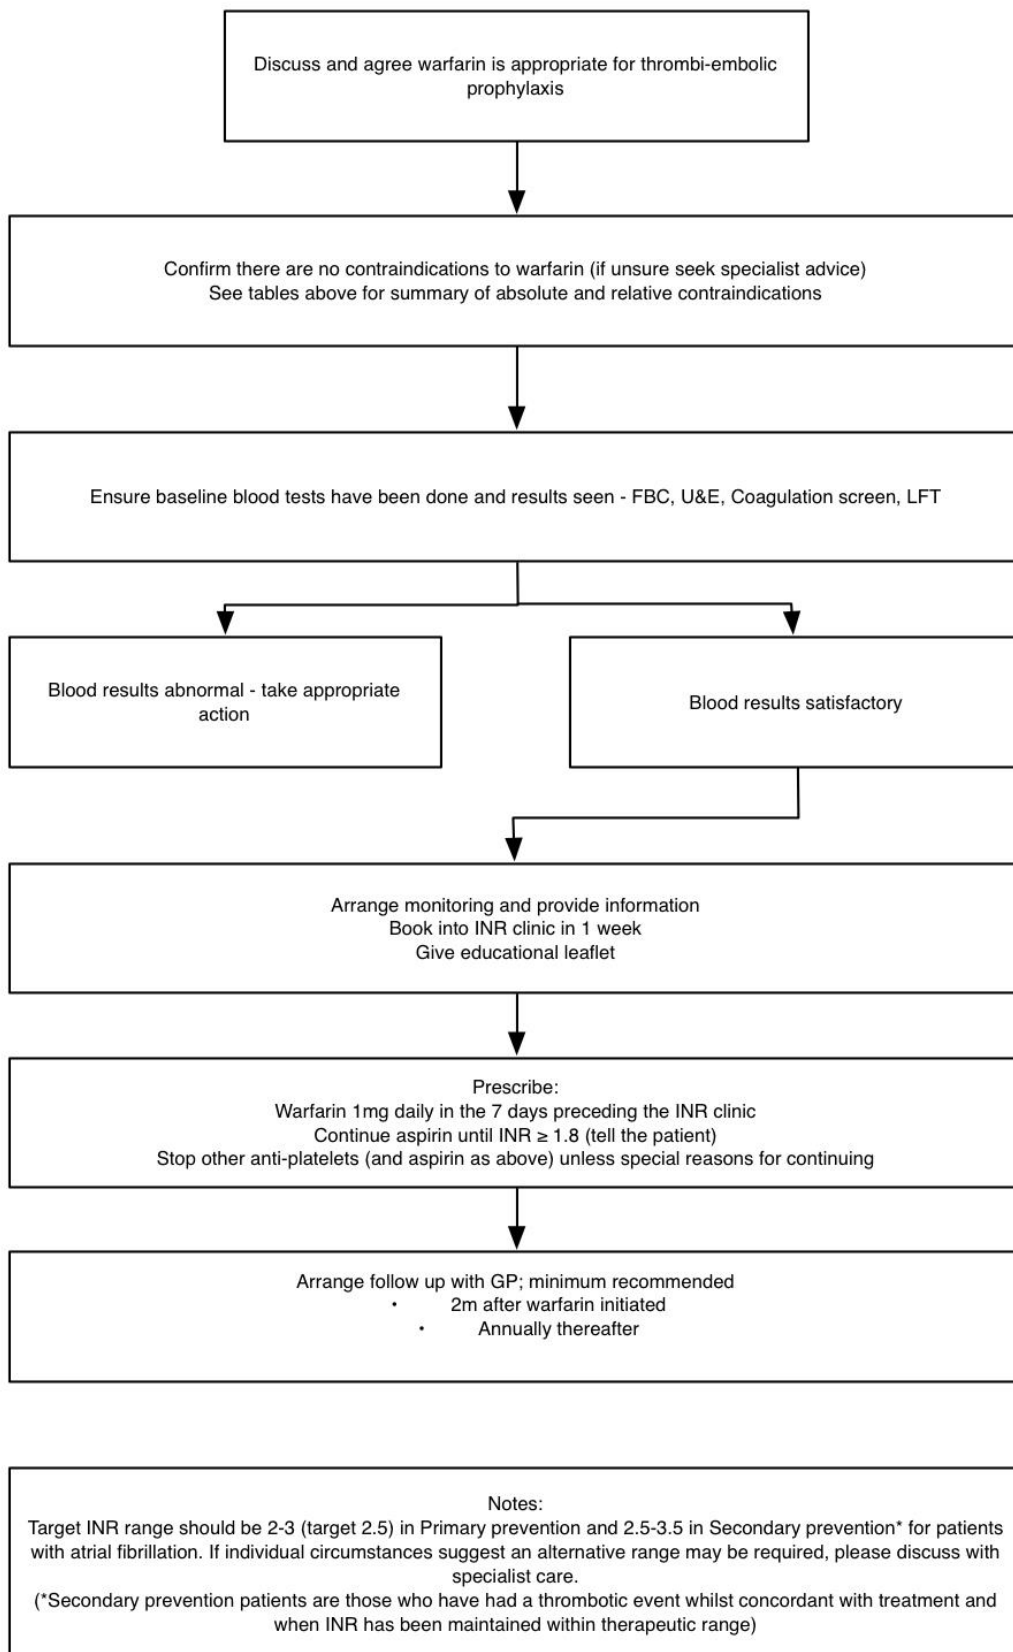 Discuss and agree warfarin is appropriate for thrombi-embolic
prophylaxis
Confirm there are no contraindications to warfarin (if unsure seek specialist advice)
See tables above for summary of absolute and relative contraindications
Ensure baseline blood tests have been done and results seen - FBC, U&E, Coagulation screen, LFT
Blood results abnormal - take appropriate
action
Blood results satisfactory
Arrange monitoring and provide information
Book into INR clinic in 1 week
Give educational leaflet
Prescribe:
Warfarin 1mg daily in the 7 days preceding the INR clinic
Continue aspirin until INR ≥ 1.8 (tell the patient)
Stop other anti-platelets (and aspirin as above) unless special reasons for continuing
Arrange follow up with GP; minimum recommended
• 2m after warfarin initiated
• Annually thereafter
Notes:
Target INR range should be 2-3 (target 2.5) in Primary prevention and 2.5-3.5 in Secondary prevention* for patients
with atrial fibrillation. If individual circumstances suggest an alternative range may be required, please discuss with
specialist care.
(*Secondary prevention patients are those who have had a thrombotic event whilst concordant with treatment and
when INR has been maintained within therapeutic range)